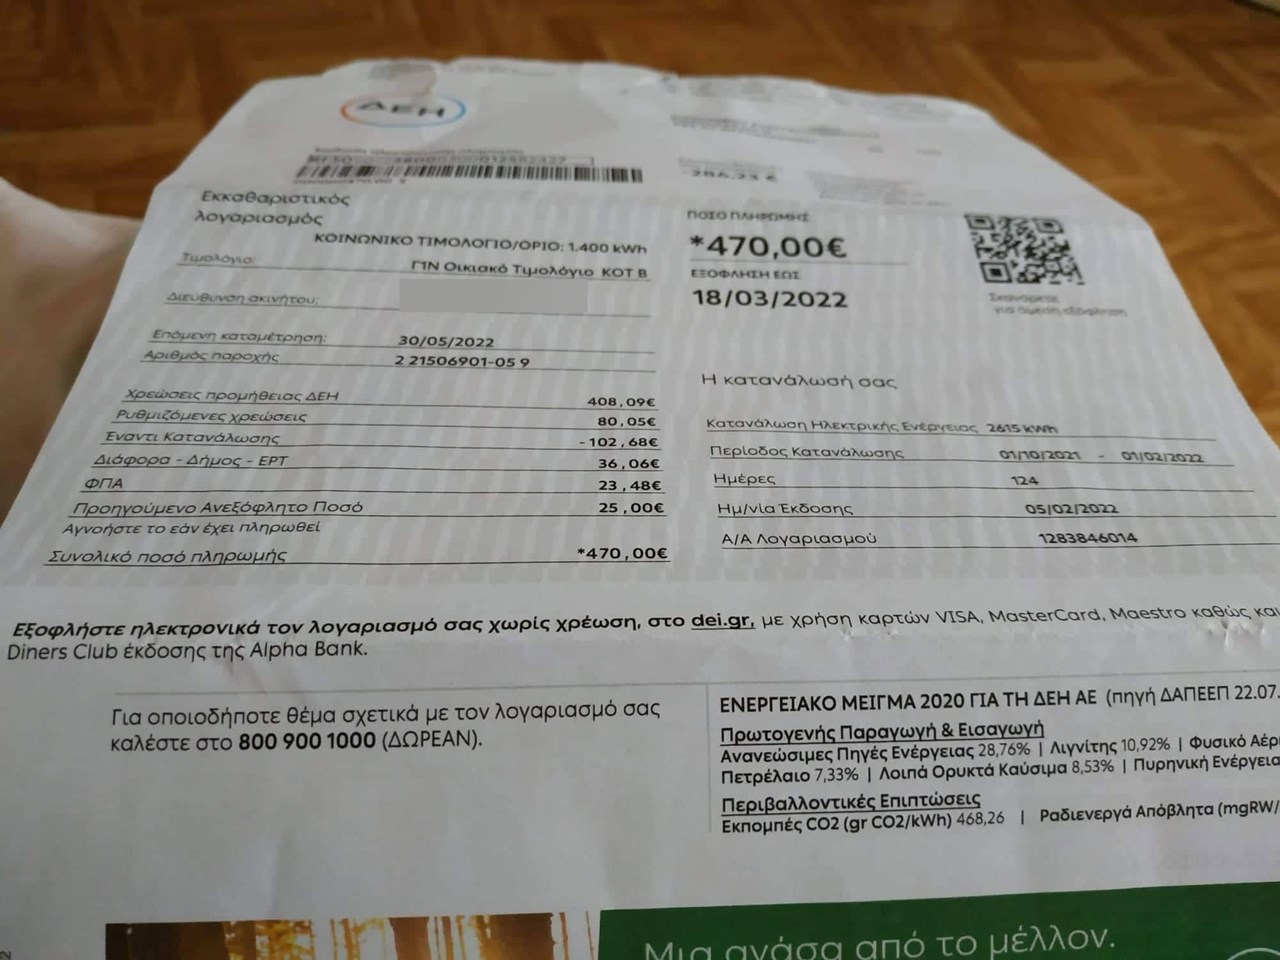 ΔΕΗ
Εκκαθαριστικός
λογαριασμός
ΚΟΙΝΩΝΙΚΟ ΤΙΜΟΛΟΓΙΟ/ΟΡΙΟ: 1.400 kWh
Τιμολόγιο: Γ1Ν Οικιακό Τιμολόγιο ΚΟΤ Β
Διεύθυνση ακινήτου:
Επόμενη καταμέτρηση: 30/05/2022
Αριθμός παροχής 2 21506901-05 9
Χρεώσεις προμήθειας ΔΕΗ 408,09€
Ρυθμιζόμενες χρεώσεις 80,05€
Έναντι Κατανάλωσης -102,68€
Διάφορα - Δήμος - ΕΡΤ 36,06€
ΦΠΑ 23,48€
Προηγούμενο Ανεξόφλητο Ποσό 25,00€
Αγνοήστε το εάν έχει πληρωθεί
Συνολικό ποσό πληρωμής *470,00€
286,23 €
ΠΟΣΟ ΠΛΗΡΩΜΗΣ
*470,00€
ΕΞΟΦΛΗΣΗ ΕΩΣ
18/03/2022
Σκανάρετε
για άμεση εξόφληση
Η κατανάλωσή σας
Κατανάλωση Ηλεκτρικής Ενέργειας 2615 kWh
Περίοδος Κατανάλωσης 01/10/2021 - 01/02/2022
Ημέρες 124
Ημ/νία Έκδοσης 05/02/2022
Α/Α Λογαριασμού 1283846014
Εξοφλήστε ηλεκτρονικά τον λογαριασμό σας χωρίς χρέωση, στο dei.gr, με χρήση καρτών VISA, MasterCard, Maestro καθώς και
Diners Club έκδοσης της Alpha Bank.
Για οποιοδήποτε θέμα σχετικά με τον λογαριασμό σας
καλέστε στο 800 900 1000 (ΔΩΡΕΑΝ).
ΕΝΕΡΓΕΙΑΚΟ ΜΕΙΓΜΑ 2020 ΓΙΑ ΤΗ ΔΕΗ ΑΕ (πηγή ΔΑΠΕΕΠ 22.07.
Πρωτογενής Παραγωγή & Εισαγωγή
Ανανεώσιμες Πηγές Ενέργειας 28,76% | Λιγνίτης 10,92% | Φυσικό Αέρ
Πετρέλαιο 7,33% | Λοιπά Ορυκτά Καύσιμα 8,53% | Πυρηνική Ενέργεια
Περιβαλλοντικές Επιπτώσεις
Εκπομπές CO2 (gr CO2/kWh) 468,26 | Ραδιενεργά Απόβλητα (mgRW/
Μια ανάσα από το μέλλον.